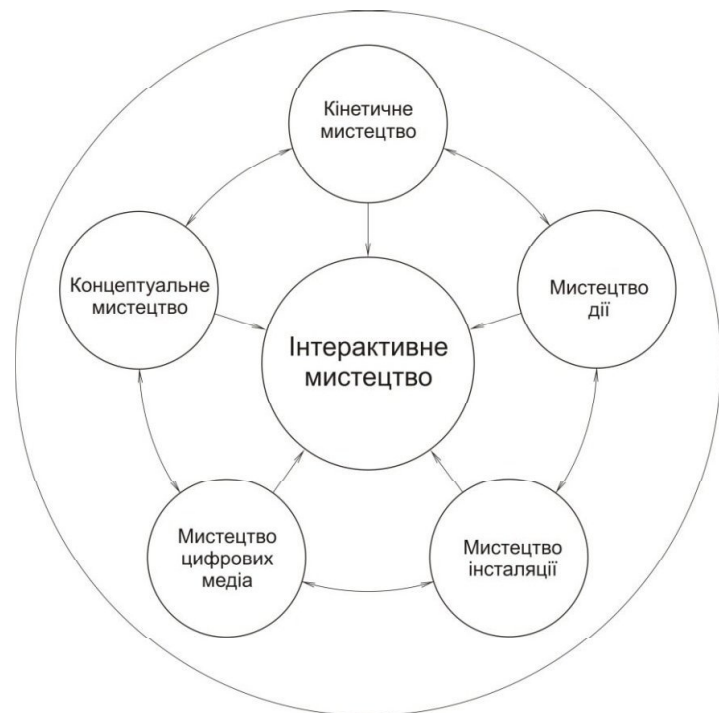 Кінетичне
мистецтво
Концептуальне
мистецтво
Мистецтво
дії
Інтерактивне
мистецтво
Мистецтво
цифрових
медіа
Мистецтво
інсталяції